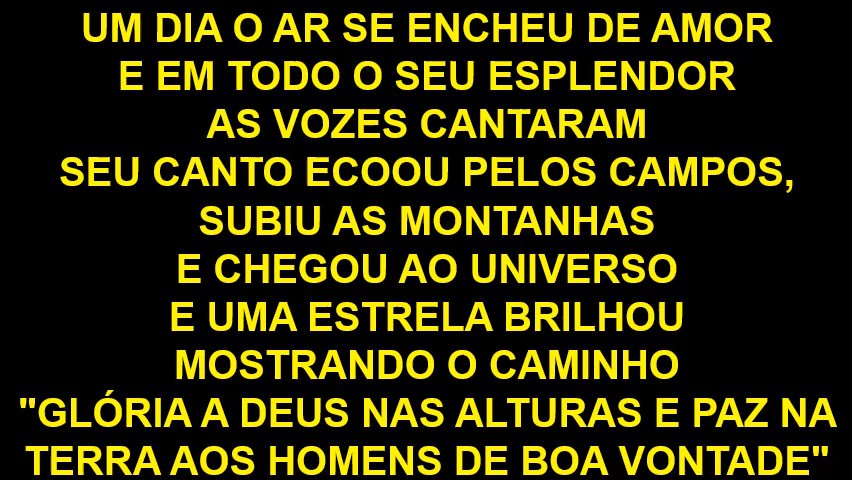 UM DIA O AR SE ENCHEU DE AMOR
E EM TODO O SEU ESPLENDOR
AS VOZES CANTARAM
SEU CANTO ECOOU PELOS CAMPOS,
SUBIU AS MONTANHAS
E CHEGOU AO UNIVERSO
E UMA ESTRELA BRILHOU
MOSTRANDO O CAMINHO
"GLÓRIA A DEUS NAS ALTURAS E PAZ NA
TERRA AOS HOMENS DE BOA VONTADE"